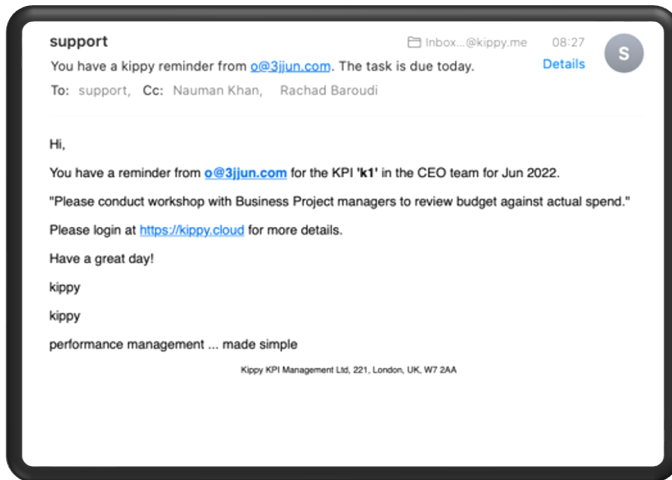 support
Inbox...@kippy.me 08:27
S
You have a kippy reminder from o@3jjun.com. The task is due today.
Details
To: support, Cc: Nauman Khan, Rachad Baroudi
Hi,
You have a reminder from o@3jjun.com for the KPI 'k1' in the CEO team for Jun 2022.
"Please conduct workshop with Business Project managers to review budget against actual spend."
Please login at https://kippy.cloud for more details.
Have a great day!
kippy
kippy
performance management ... made simple
Kippy KPI Management Ltd, 221, London, UK, W7 2AA